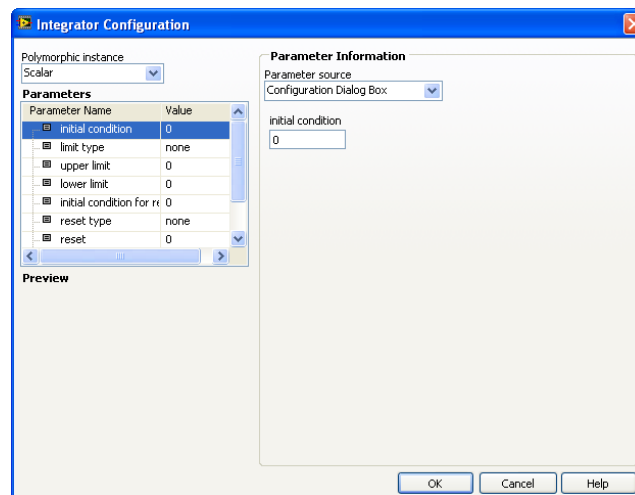 Integrator Configuration
Polymorphic instance
Scalar
Parameters
Parameter Name Value
initial condition 0
limit type none
upper limit 0
lower limit 0
initial condition for re 0
reset type none
reset 0
Preview
Parameter Information
Parameter source
Configuration Dialog Box
initial condition
0
OK Cancel Help